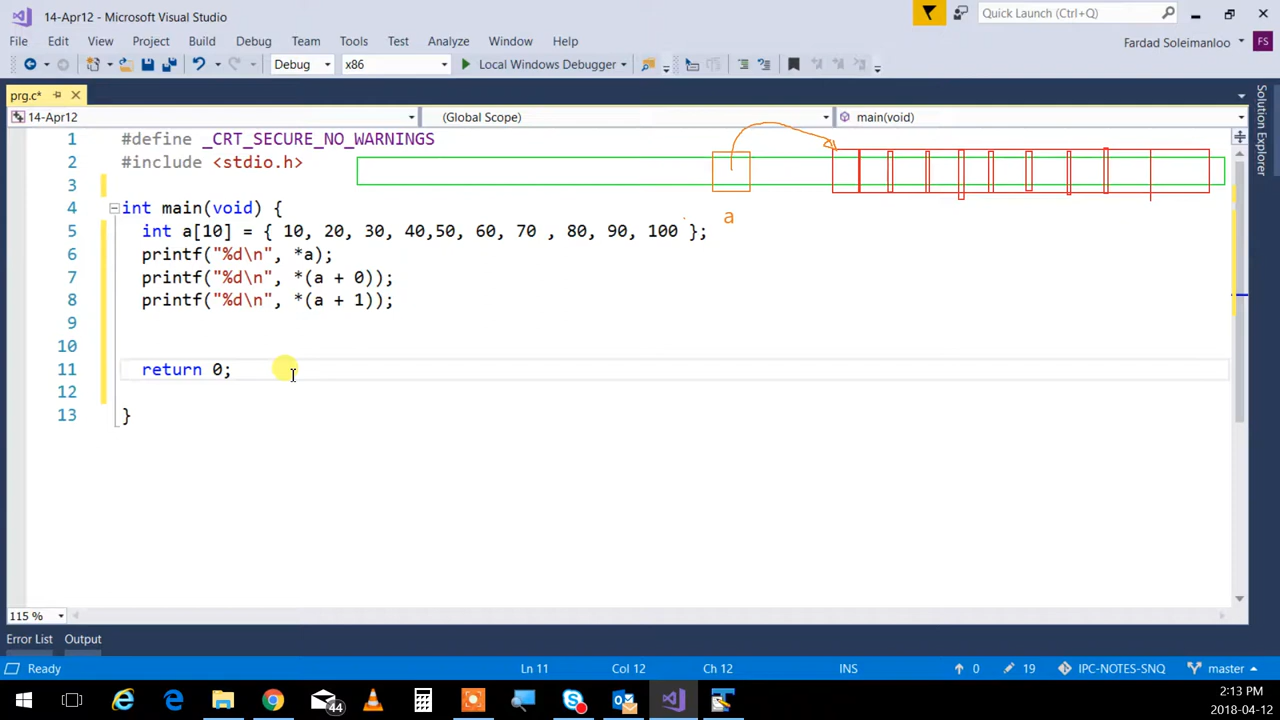 14-Apr12 - Microsoft Visual Studio
Quick Launch (Ctrl+Q)
File Edit View Project Build Debug Team Tools Test Analyze Window Help
Fardad Soleimanloo FS
Debug x86 Local Windows Debugger
prg.c*
14-Apr12 (Global Scope) main(void)
1 #define _CRT_SECURE_NO_WARNINGS
2 #include <stdio.h>
3
4 int main(void) {
5 int a[10] = { 10, 20, 30, 40,50, 60, 70 , 80, 90, 100 };
6 printf("%d\n", *a);
7 printf("%d\n", *(a + 0));
8 printf("%d\n", *(a + 1));
9
10
11 return 0;
12
13 }
a
Solution Explorer
115 %
Error List Output
Ready Ln 11 Col 12 Ch 12 INS 0 19 IPC-NOTES-SNQ master
44
2:13 PM
2018-04-12